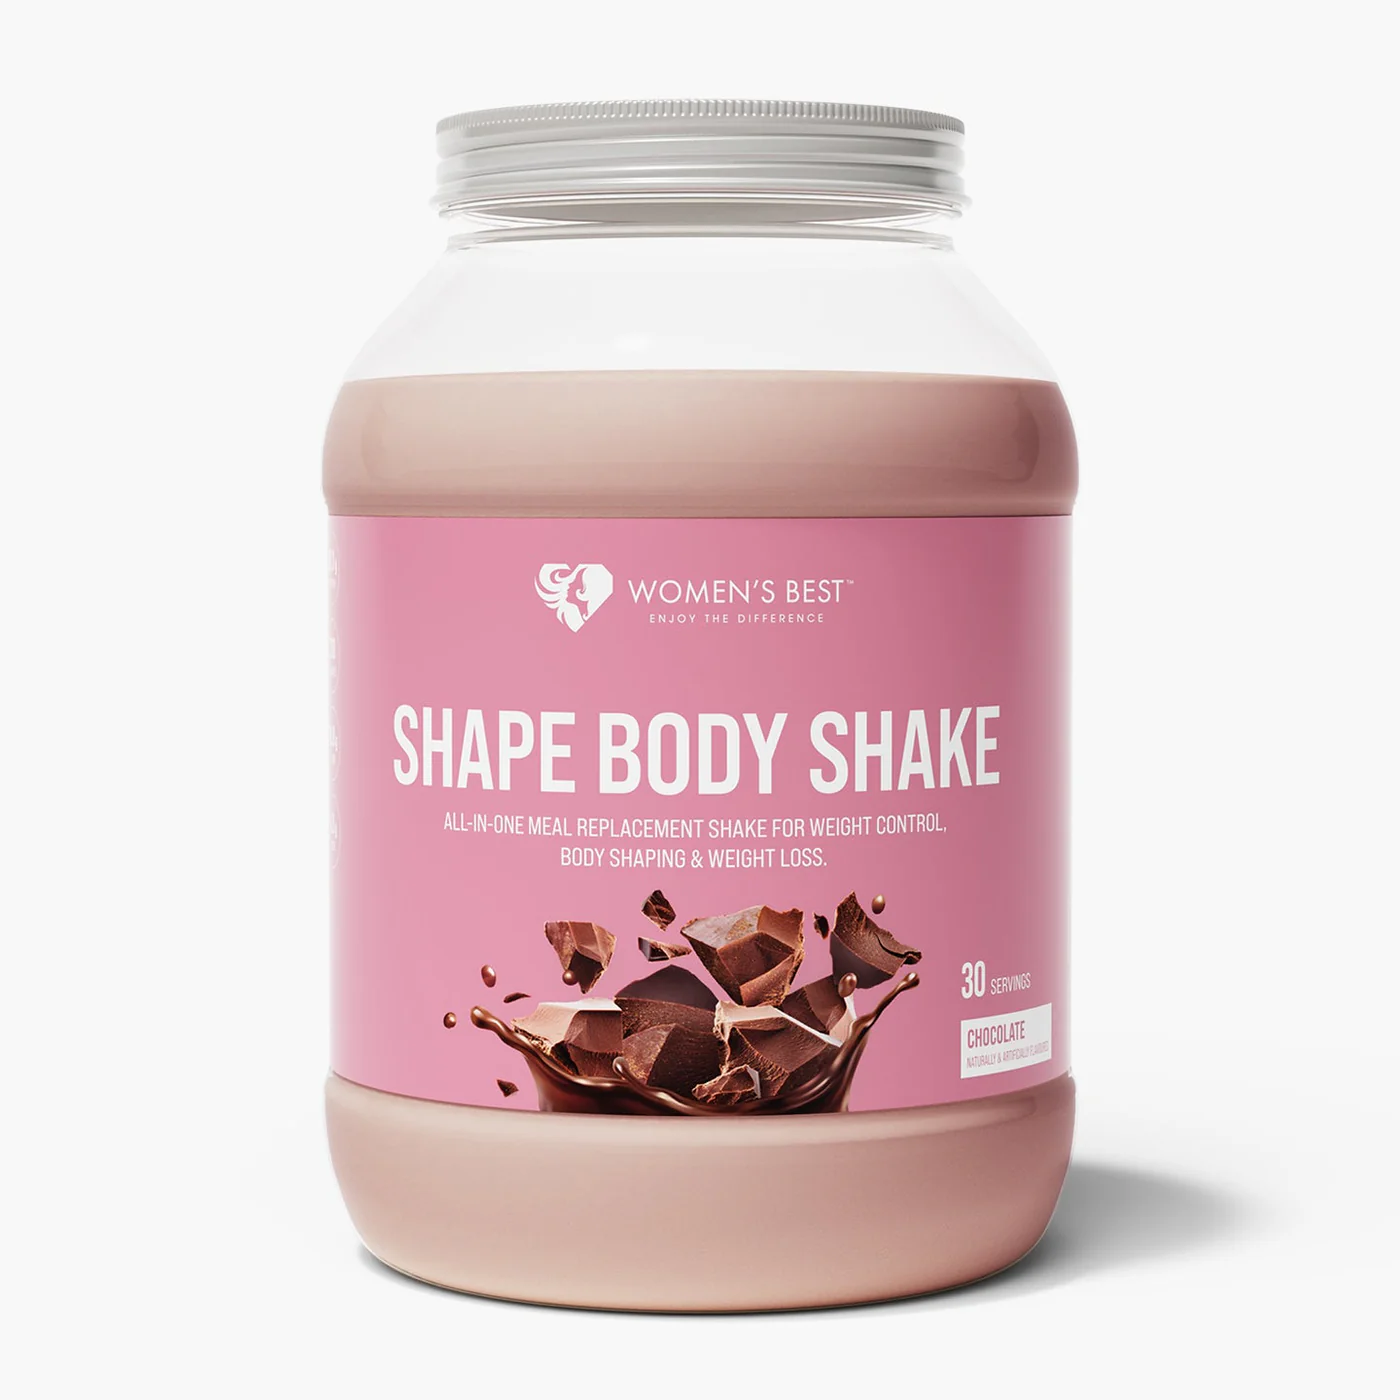 WOMEN'S BEST™
ENJOY THE DIFFERENCE
SHAPE BODY SHAKE
ALL-IN-ONE MEAL REPLACEMENT SHAKE FOR WEIGHT CONTROL,
BODY SHAPING & WEIGHT LOSS.
30 SERVINGS
CHOCOLATE
NATURALLY & ARTIFICIALLY FLAVOURED